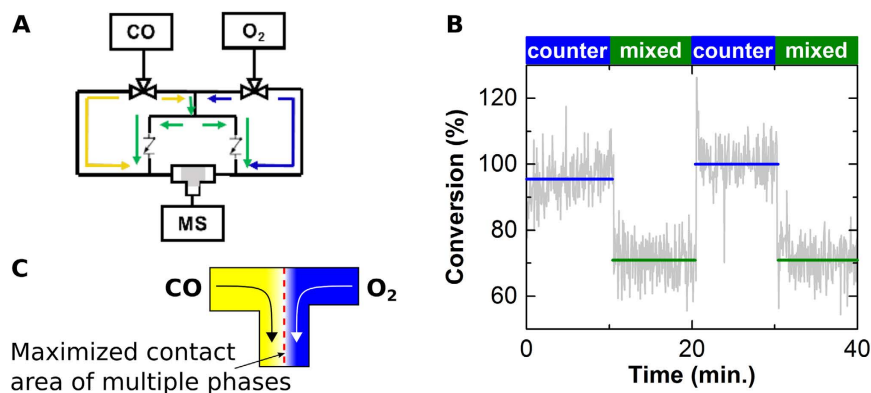 A
CO
O₂
MS
B
counter
mixed
counter
mixed
120
100
80
60
Conversion (%)
0
20
40
Time (min.)
C
CO
O₂
Maximized contact
area of multiple phases